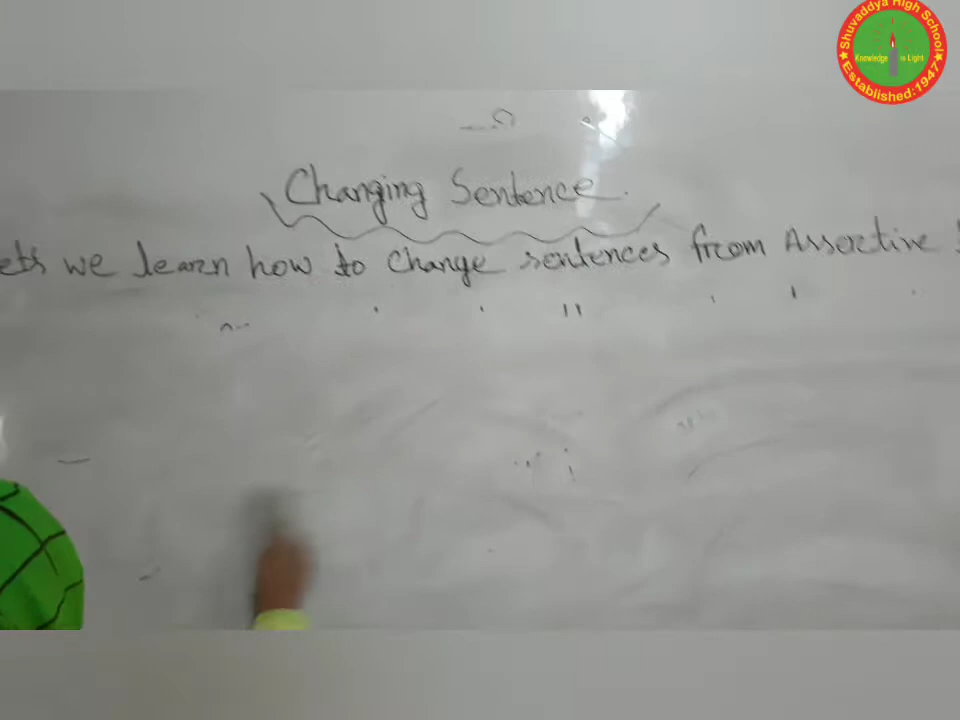 Shuvaddya High School
Knowledge is Light
Established:1947
Changing Sentence.
ets we learn how to change sentences from Assertive